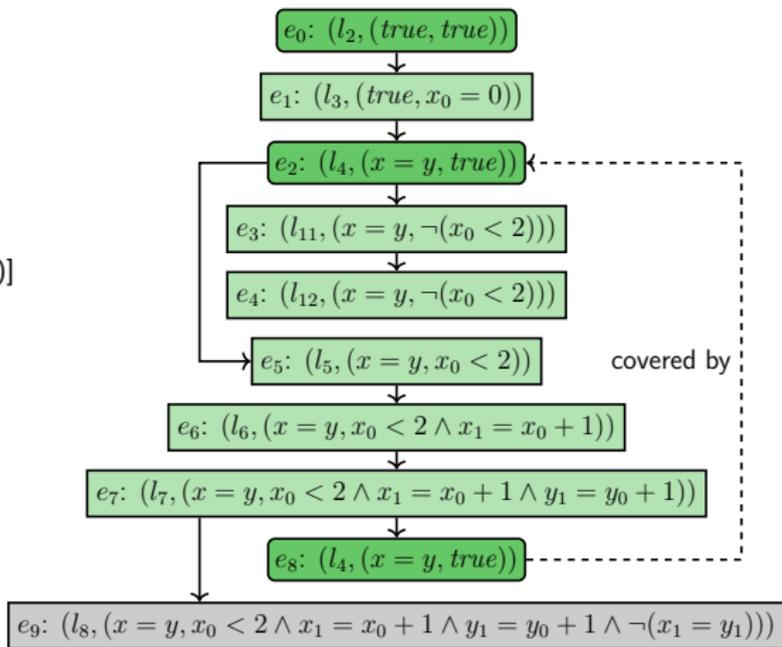 e₀: (l₂, (true, true))
e₁: (l₃, (true, x₀ = 0))
e₂: (l₄, (x = y, true))
e₃: (l₁₁, (x = y, ¬(x₀ < 2)))
)]
e₄: (l₁₂, (x = y, ¬(x₀ < 2)))
e₅: (l₅, (x = y, x₀ < 2))
covered by
e₆: (l₆, (x = y, x₀ < 2 ∧ x₁ = x₀ + 1))
e₇: (l₇, (x = y, x₀ < 2 ∧ x₁ = x₀ + 1 ∧ y₁ = y₀ + 1))
e₈: (l₄, (x = y, true))
e₉: (l₈, (x = y, x₀ < 2 ∧ x₁ = x₀ + 1 ∧ y₁ = y₀ + 1 ∧ ¬(x₁ = y₁)))